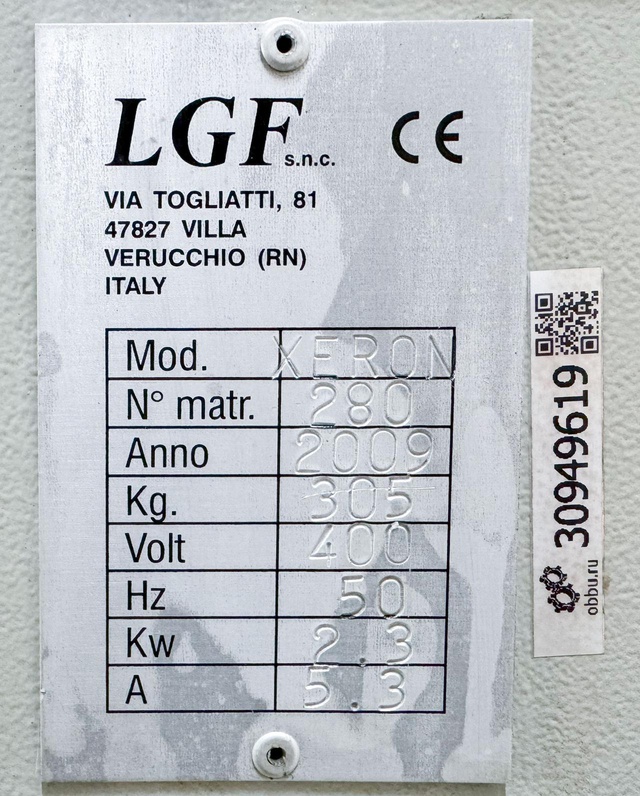 LGF s.n.c. CE
VIA TOGLIATTI, 81
47827 VILLA
VERUCCHIO (RN)
ITALY
Mod. XERON
N° matr. 280
Anno 2009
Kg. 305
Volt 400
Hz 50
Kw 2.3
A 5.3
30949619
obbu.ru